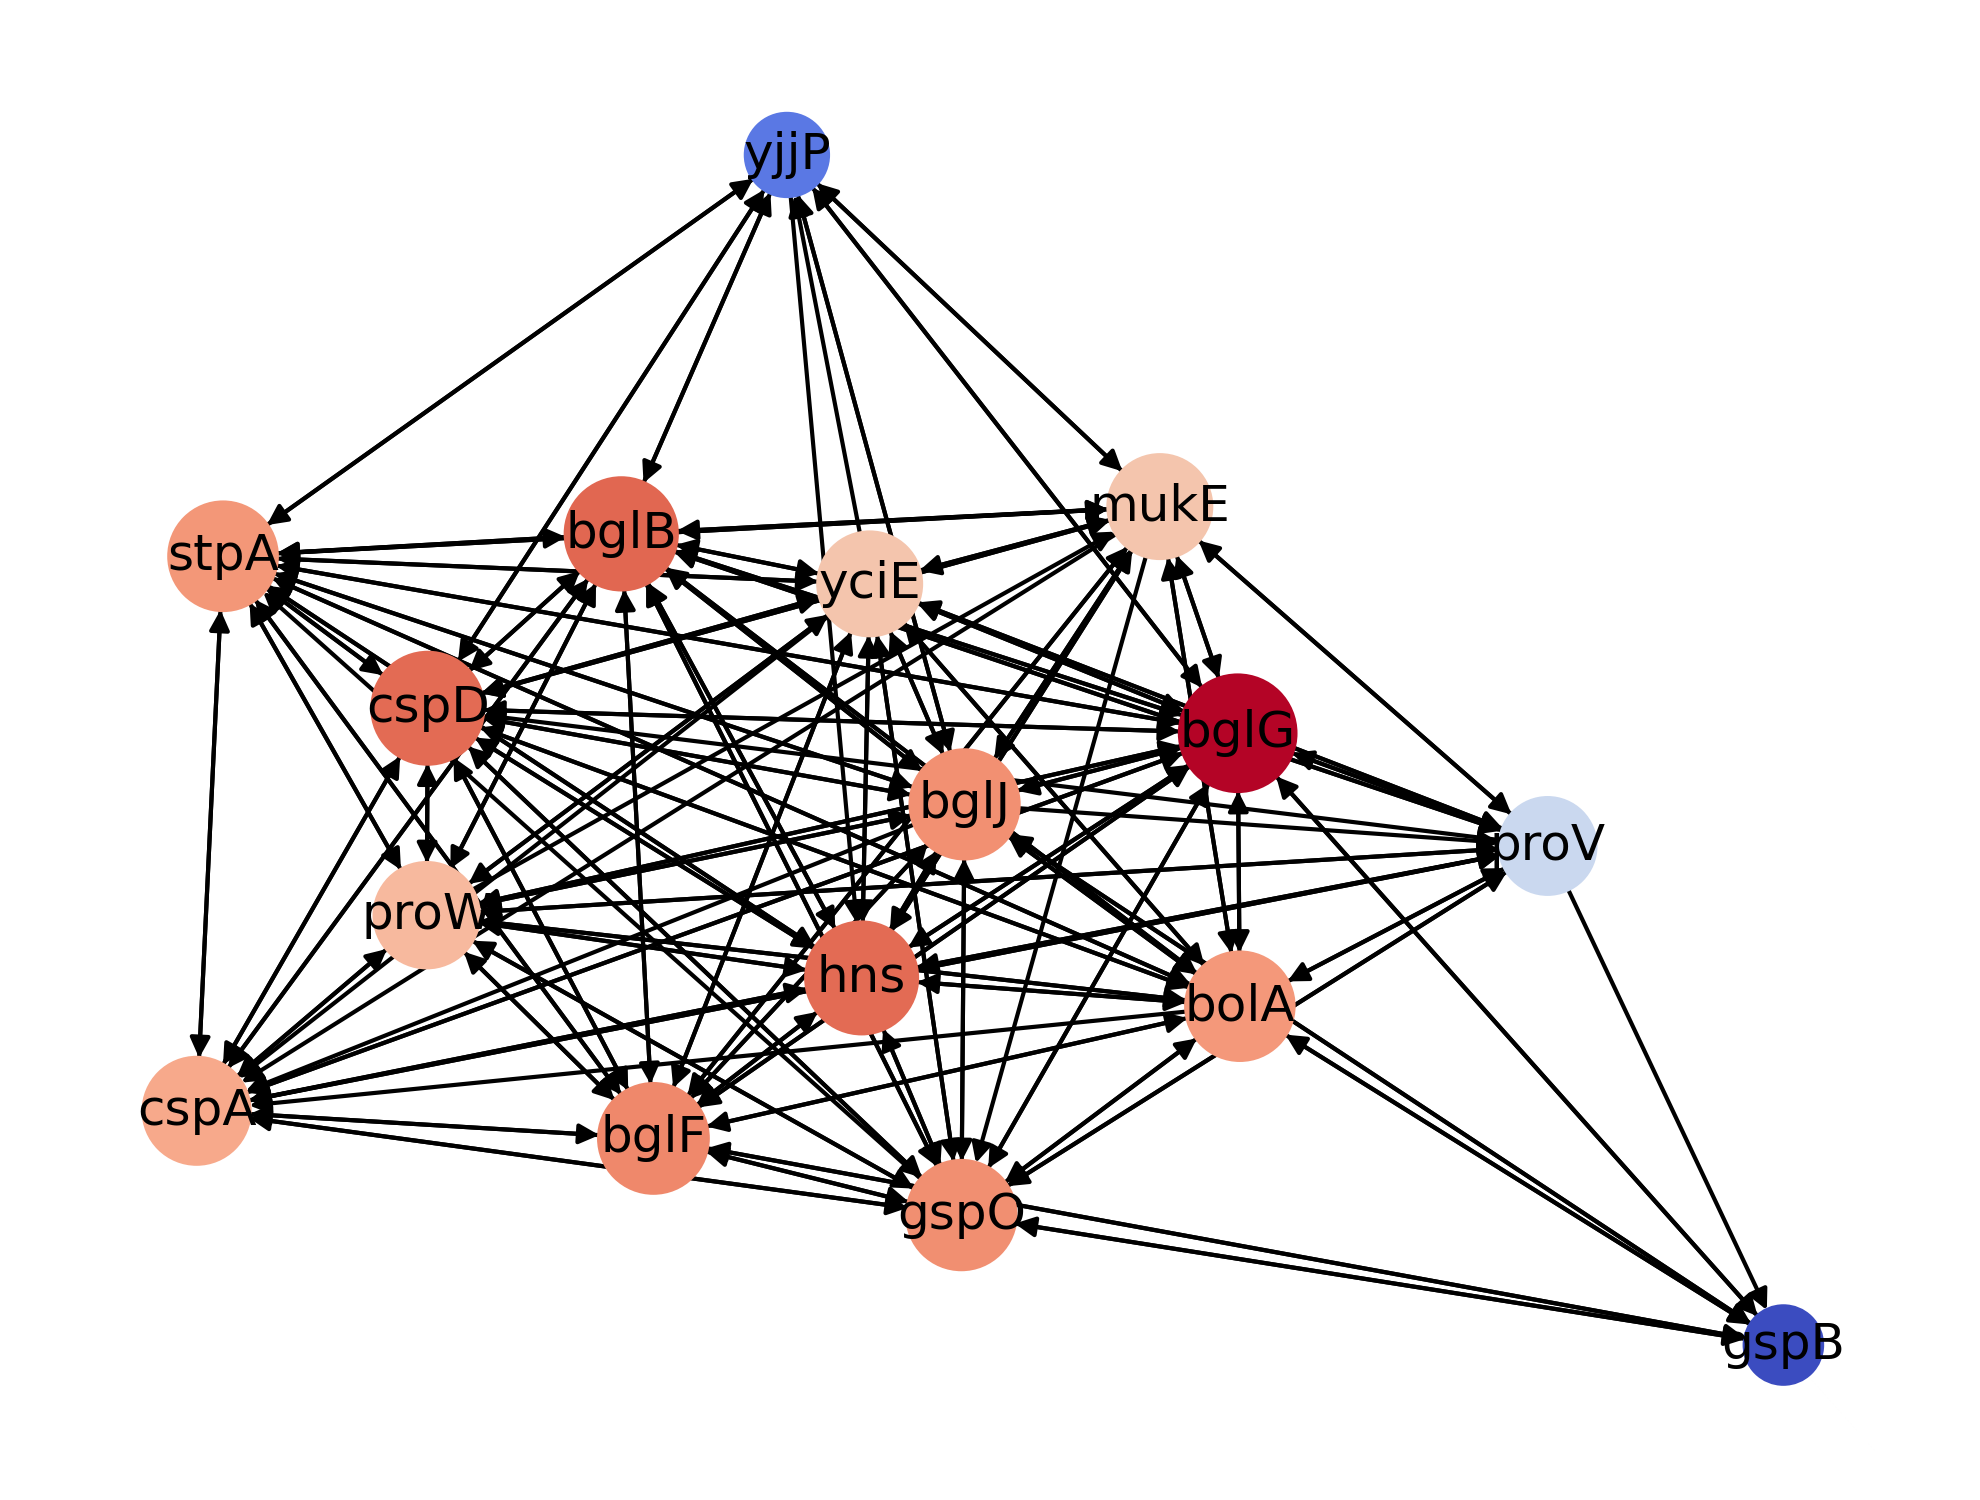 yjjP
mukE
bglB
stpA
yciE
cspD
bglG
bglJ
proV
proW
hns
bolA
cspA
bglF
gspO
gspB